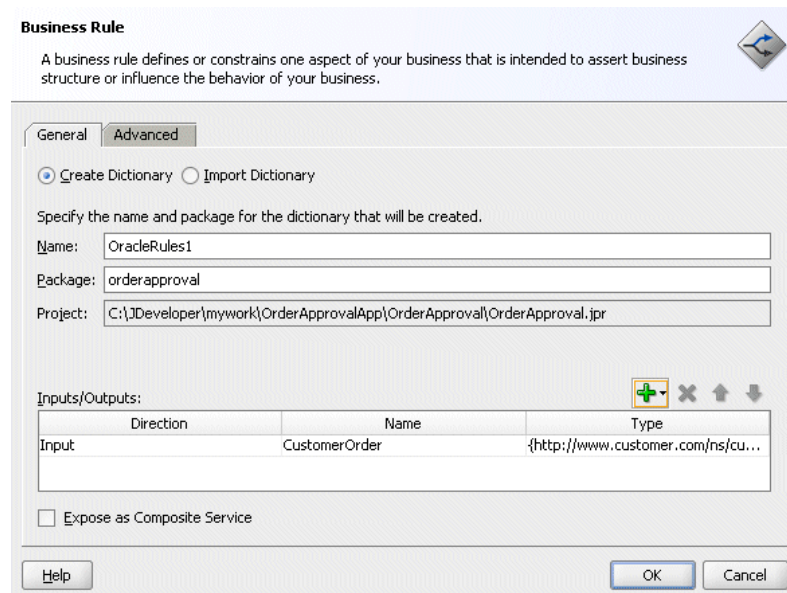 Business Rule
A business rule defines or constrains one aspect of your business that is intended to assert business
structure or influence the behavior of your business.
General Advanced
Create Dictionary Import Dictionary
Specify the name and package for the dictionary that will be created.
Name: OracleRules1
Package: orderapproval
Project: C:\JDeveloper\mywork\OrderApprovalApp\OrderApproval\OrderApproval.jpr
Inputs/Outputs:
Direction Name Type
Input CustomerOrder {http://www.customer.com/ns/cu...
Expose as Composite Service
Help OK Cancel